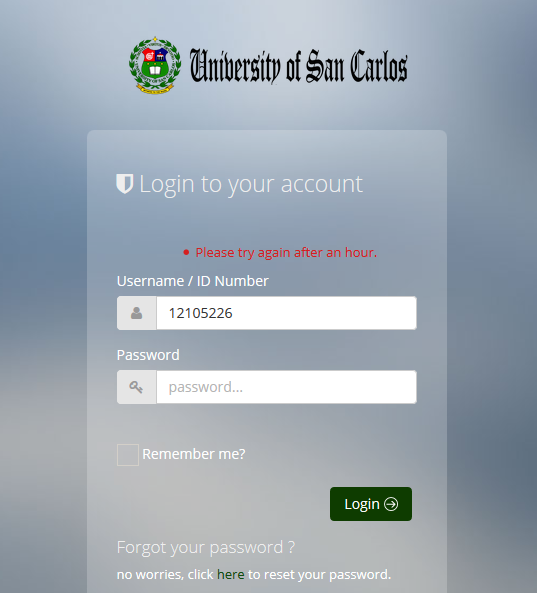 University of San Carlos
Login to your account
Please try again after an hour.
Username / ID Number
12105226
Password
password...
Remember me?
Login
Forgot your password ?
no worries, click here to reset your password.